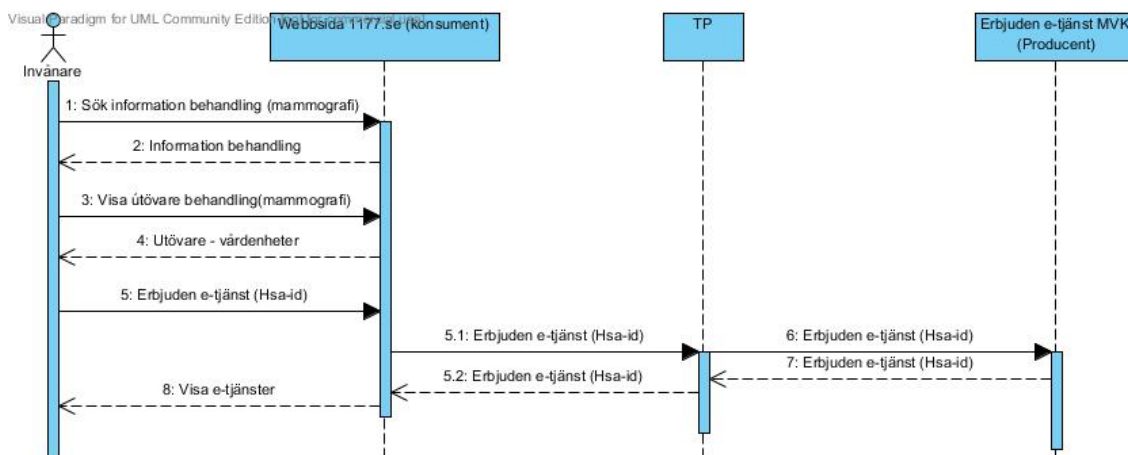 Visual Paradigm for UML Community Edition
Webbsida 1177.se (konsument)
TP
Erbjuden e-tjänst MVK
(Producent)
Invånare
1: Sök information behandling (mammografi)
2: Information behandling
3: Visa útövare behandling(mammografi)
4: Utövare - vårdenheter
5: Erbjuden e-tjänst (Hsa-id)
5.1: Erbjuden e-tjänst (Hsa-id)
6: Erbjuden e-tjänst (Hsa-id)
7: Erbjuden e-tjänst (Hsa-id)
5.2: Erbjuden e-tjänst (Hsa-id)
8: Visa e-tjänster